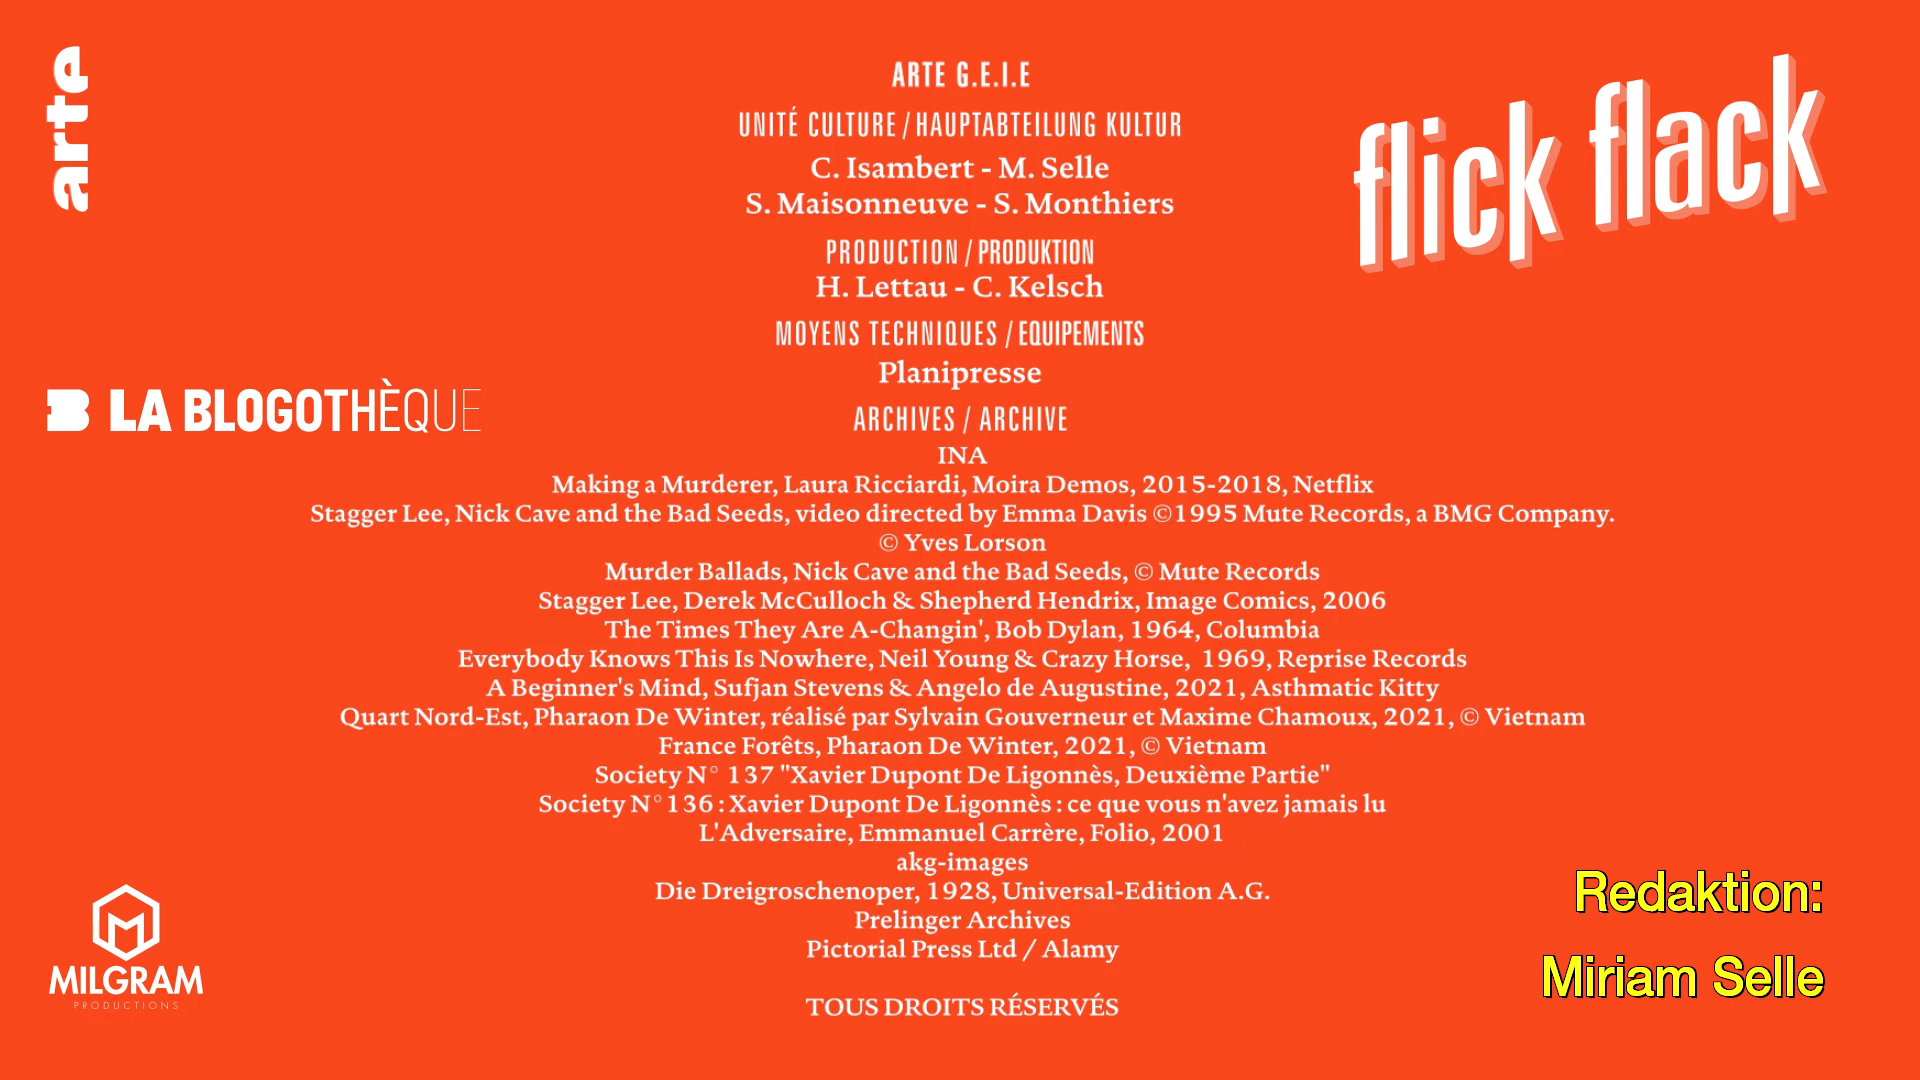 arte
ARTE G.E.I.E
UNITÉ CULTURE / HAUPTABTEILUNG KULTUR
C. Isambert - M. Selle
S. Maisonneuve - S. Monthiers
PRODUCTION / PRODUKTION
H. Lettau - C. Kelsch
MOYENS TECHNIQUES / EQUIPEMENTS
Planipresse
ARCHIVES / ARCHIVE
INA
Making a Murderer, Laura Ricciardi, Moira Demos, 2015-2018, Netflix
Stagger Lee, Nick Cave and the Bad Seeds, video directed by Emma Davis ©1995 Mute Records, a BMG Company.
© Yves Lorson
Murder Ballads, Nick Cave and the Bad Seeds, © Mute Records
Stagger Lee, Derek McCulloch & Shepherd Hendrix, Image Comics, 2006
The Times They Are A-Changin', Bob Dylan, 1964, Columbia
Everybody Knows This Is Nowhere, Neil Young & Crazy Horse, 1969, Reprise Records
A Beginner's Mind, Sufjan Stevens & Angelo de Augustine, 2021, Asthmatic Kitty
Quart Nord-Est, Pharaon De Winter, réalisé par Sylvain Gouverneur et Maxime Chamoux, 2021, © Vietnam
France Forêts, Pharaon De Winter, 2021, © Vietnam
Society N° 137 "Xavier Dupont De Ligonnès, Deuxième Partie"
Society N°136 : Xavier Dupont De Ligonnès : ce que vous n'avez jamais lu
L'Adversaire, Emmanuel Carrère, Folio, 2001
akg-images
Die Dreigroschenoper, 1928, Universal-Edition A.G.
Prelinger Archives
Pictorial Press Ltd / Alamy
TOUS DROITS RÉSERVÉS
flick flack
B LA BLOGOTHÈQUE
M
MILGRAM
PRODUCTIONS
Redaktion:
Miriam Selle